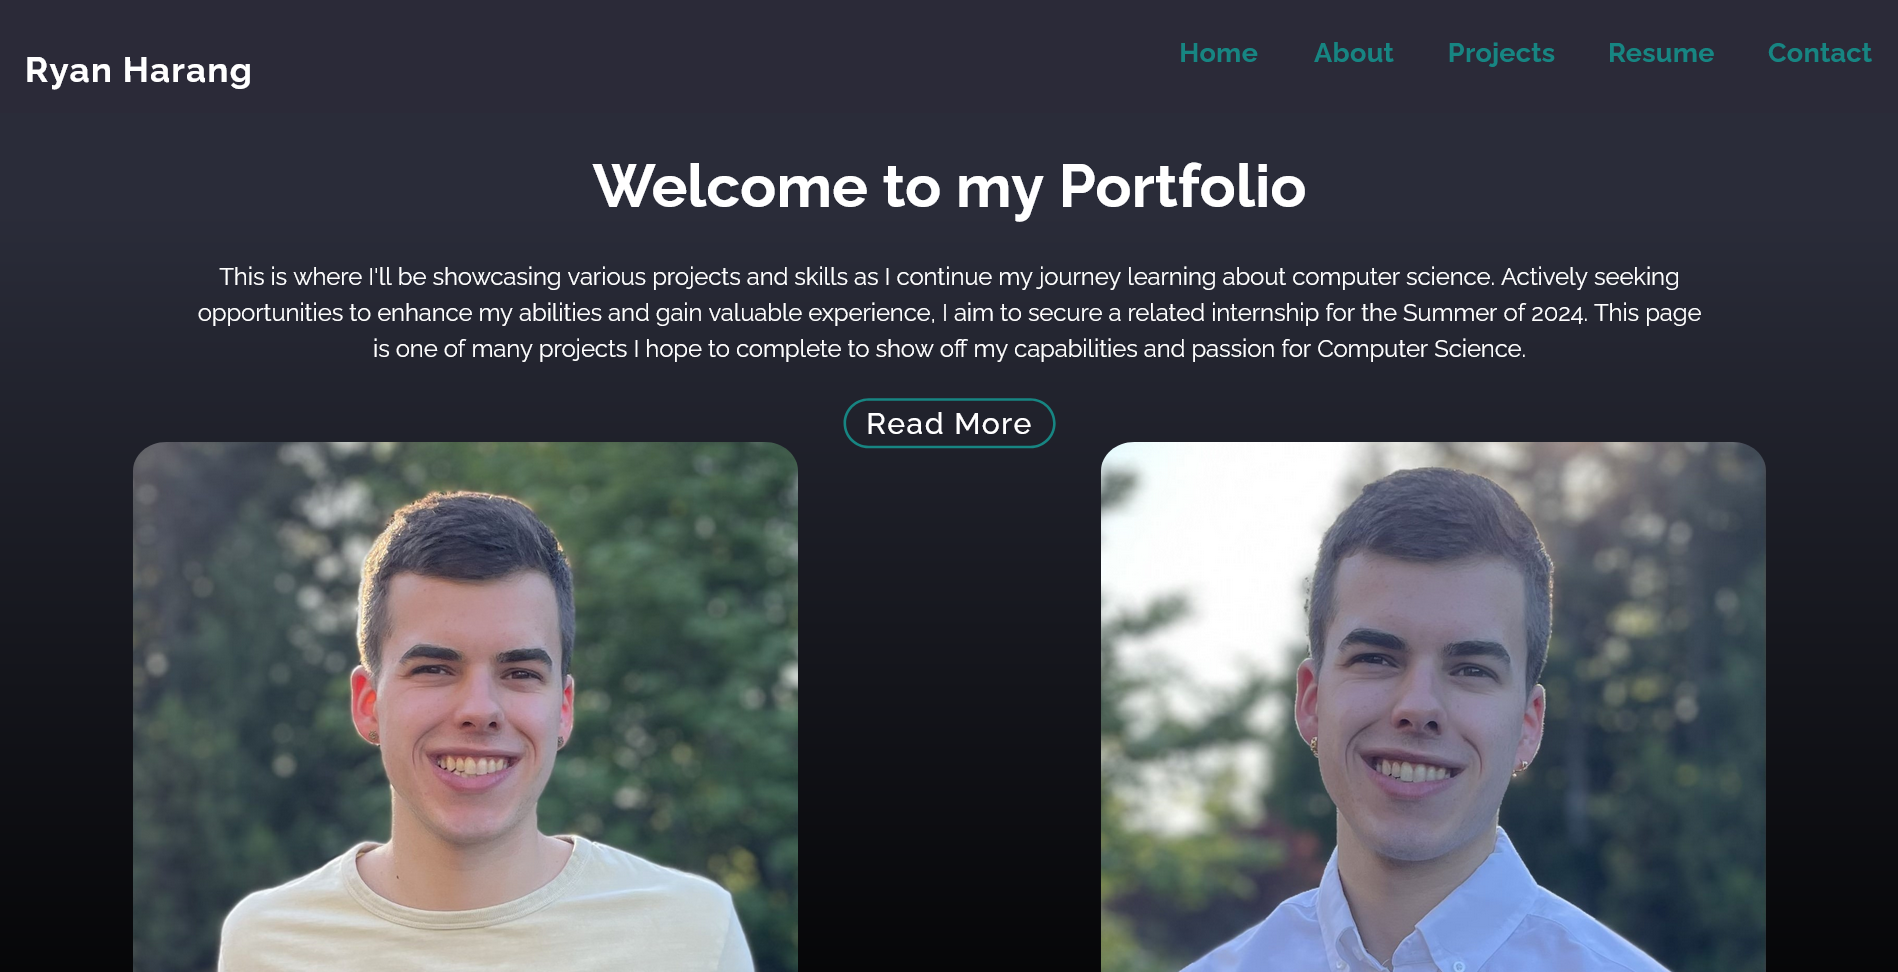 Ryan Harang
Home About Projects Resume Contact
Welcome to my Portfolio
This is where I'll be showcasing various projects and skills as I continue my journey learning about computer science. Actively seeking
opportunities to enhance my abilities and gain valuable experience, I aim to secure a related internship for the Summer of 2024. This page
is one of many projects I hope to complete to show off my capabilities and passion for Computer Science.
Read More